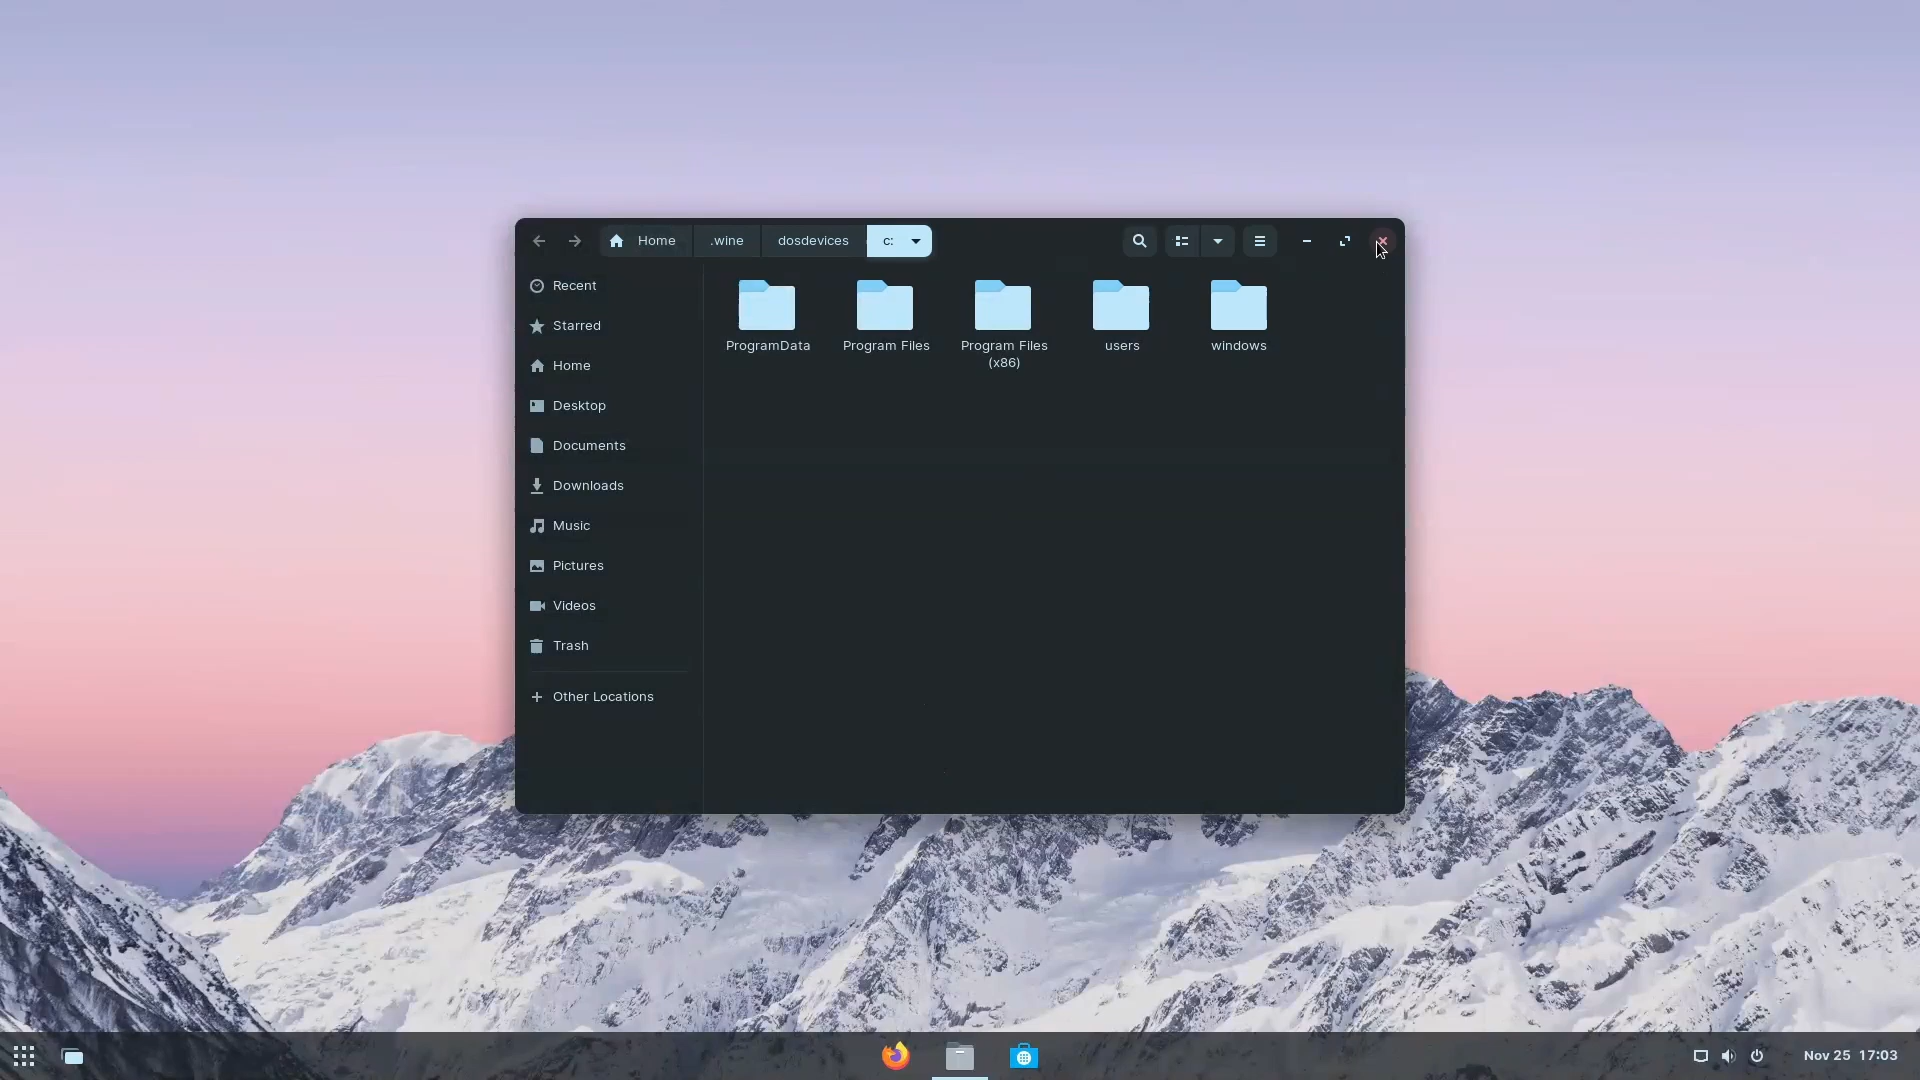 Home .wine dosdevices c:
Recent
Starred
Home
Desktop
Documents
Downloads
Music
Pictures
Videos
Trash
Other Locations
ProgramData Program Files Program Files users windows
(x86)
Nov 25 17:03